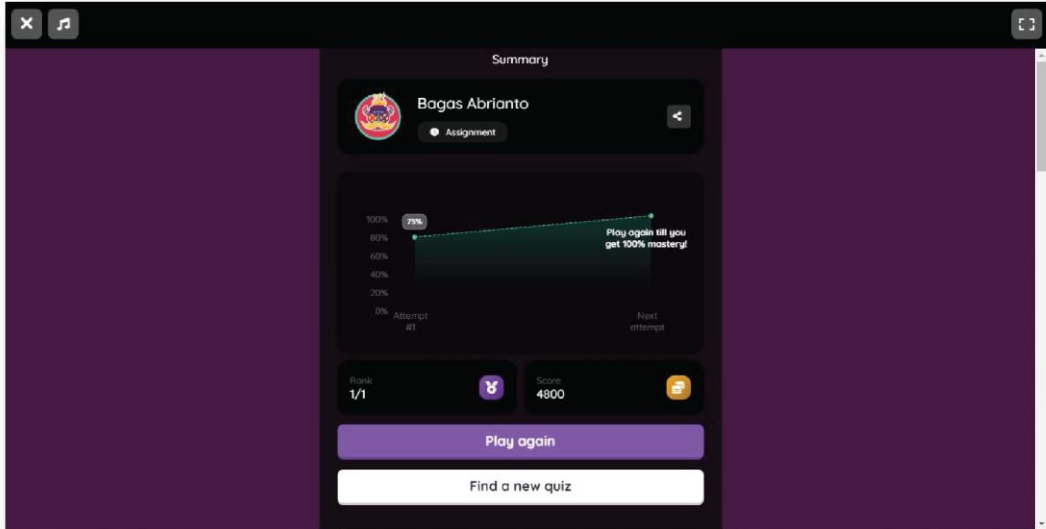 Summary
Bagas Abrianto
Assignment
100%
75%
80%
Play again till you
get 100% mastery!
60%
40%
20%
0%
Attempt
#1
Next
attempt
Rank
1/1
Score
4800
Play again
Find a new quiz